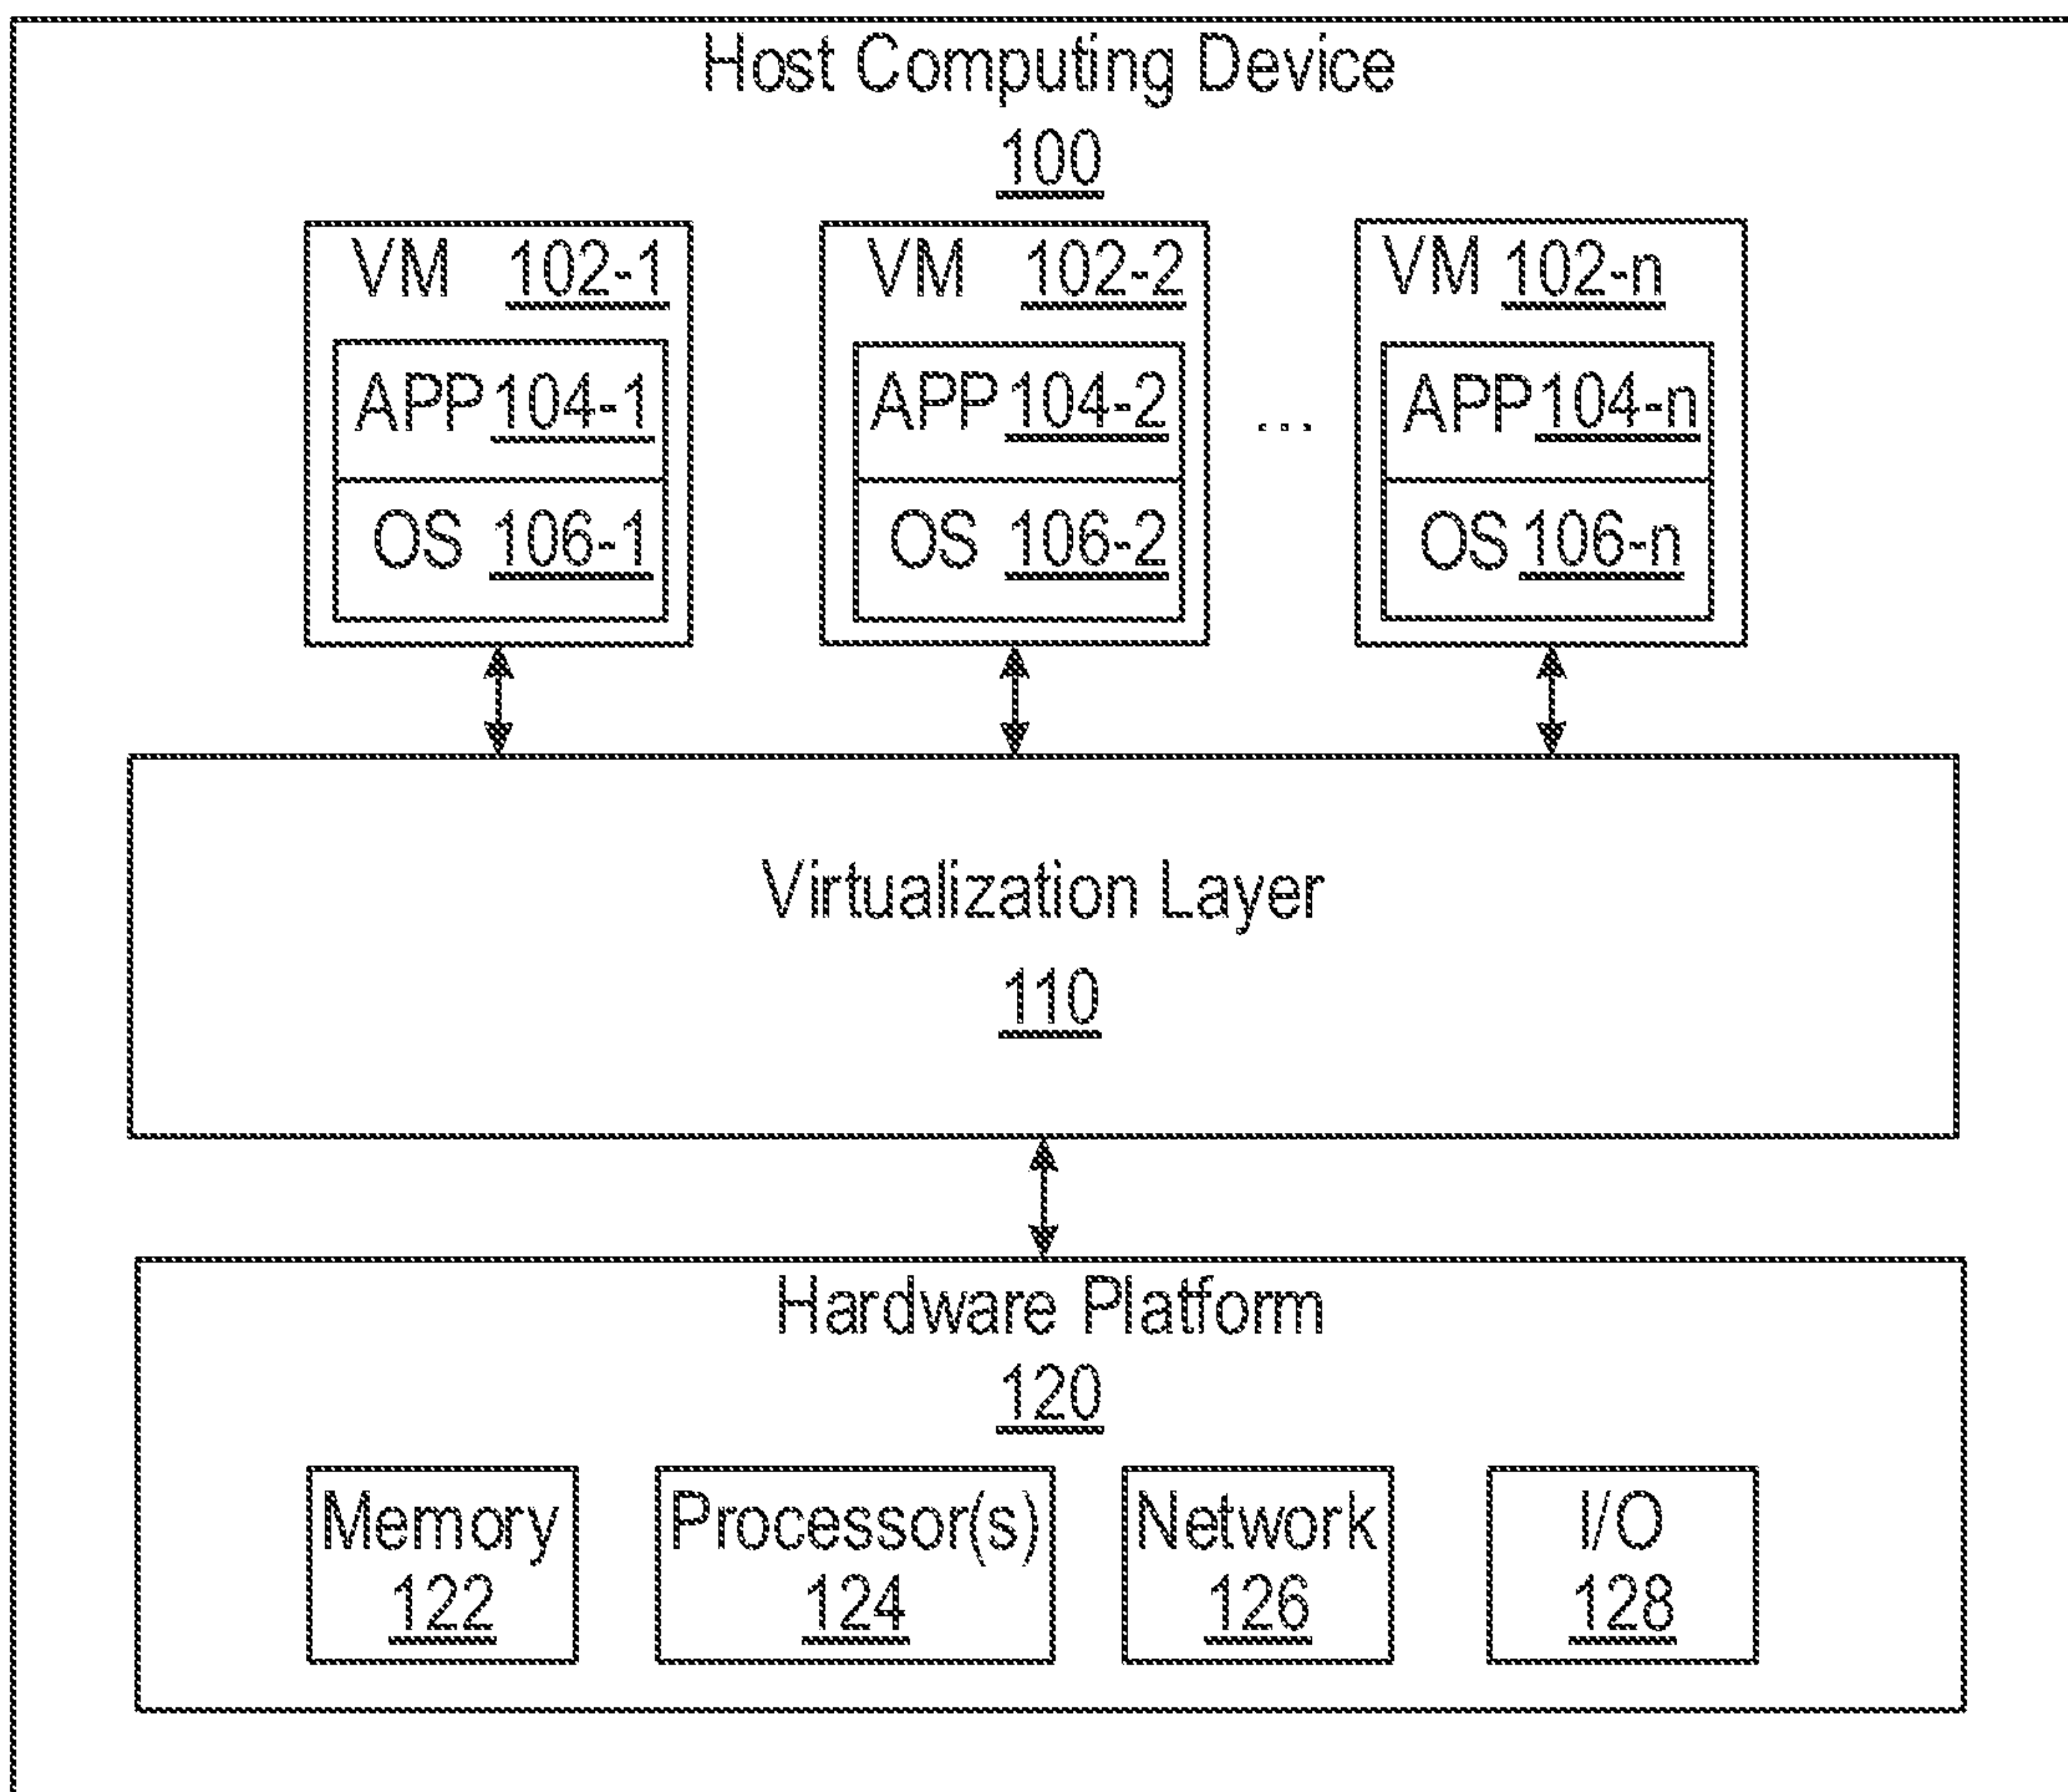 Host Computing Device
100
VM 102-1 VM 102-2 VM 102-n
APP 104-1 APP 104-2 ... APP 104-n
OS 106-1 OS 106-2 OS 106-n
Virtualization Layer
110
Hardware Platform
120
Memory Processor(s) Network I/O
122 124 126 128